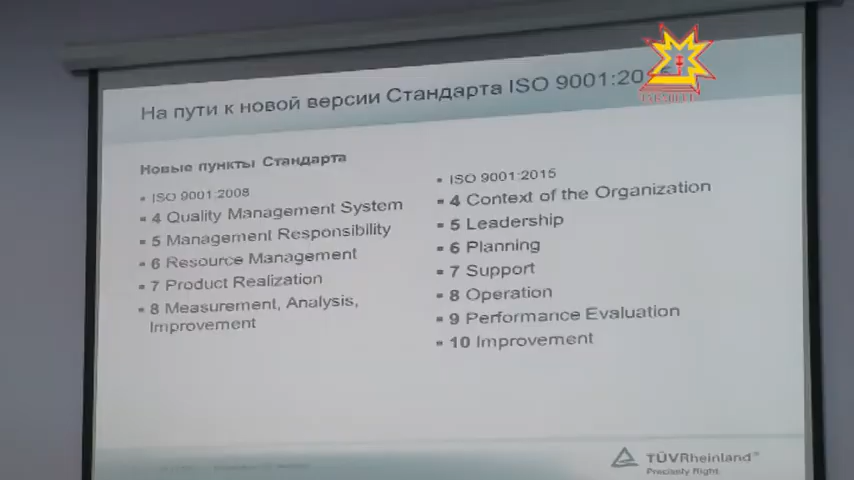 На пути к новой версии Стандарта ISO 9001:20
Новые пункты Стандарта
▪ ISO 9001:2008
▪ 4 Quality Management System
▪ 5 Management Responsibility
▪ 6 Resource Management
▪ 7 Product Realization
▪ 8 Measurement, Analysis,
Improvement
▪ ISO 9001:2015
▪ 4 Context of the Organization
▪ 5 Leadership
▪ 6 Planning
▪ 7 Support
▪ 8 Operation
▪ 9 Performance Evaluation
▪ 10 Improvement
TÜVRheinland®
Precisely Right.